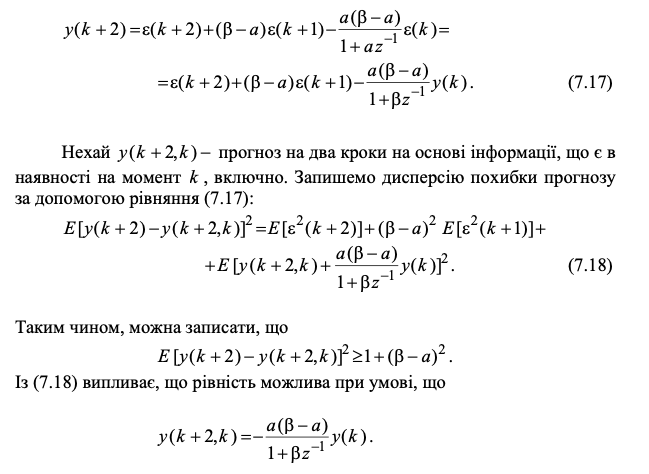 y(k + 2) = ε(k + 2) + (β − a)ε(k + 1) − a(β − a) / (1 + az⁻¹) ε(k) =
= ε(k + 2) + (β − a)ε(k + 1) − a(β − a) / (1 + βz⁻¹) y(k). (7.17)
Нехай y(k + 2, k) − прогноз на два кроки на основі інформації, що є в
наявності на момент k , включно. Запишемо дисперсію похибки прогнозу
за допомогою рівняння (7.17):
E[y(k + 2) − y(k + 2, k)]² = E[ε²(k + 2)] + (β − a)² E[ε²(k + 1)] +
+ E[y(k + 2, k) + a(β − a) / (1 + βz⁻¹) y(k)]². (7.18)
Таким чином, можна записати, що
E[y(k + 2) − y(k + 2, k)]² ≥ 1 + (β − a)².
Із (7.18) випливає, що рівність можлива при умові, що
y(k + 2, k) = − a(β − a) / (1 + βz⁻¹) y(k).